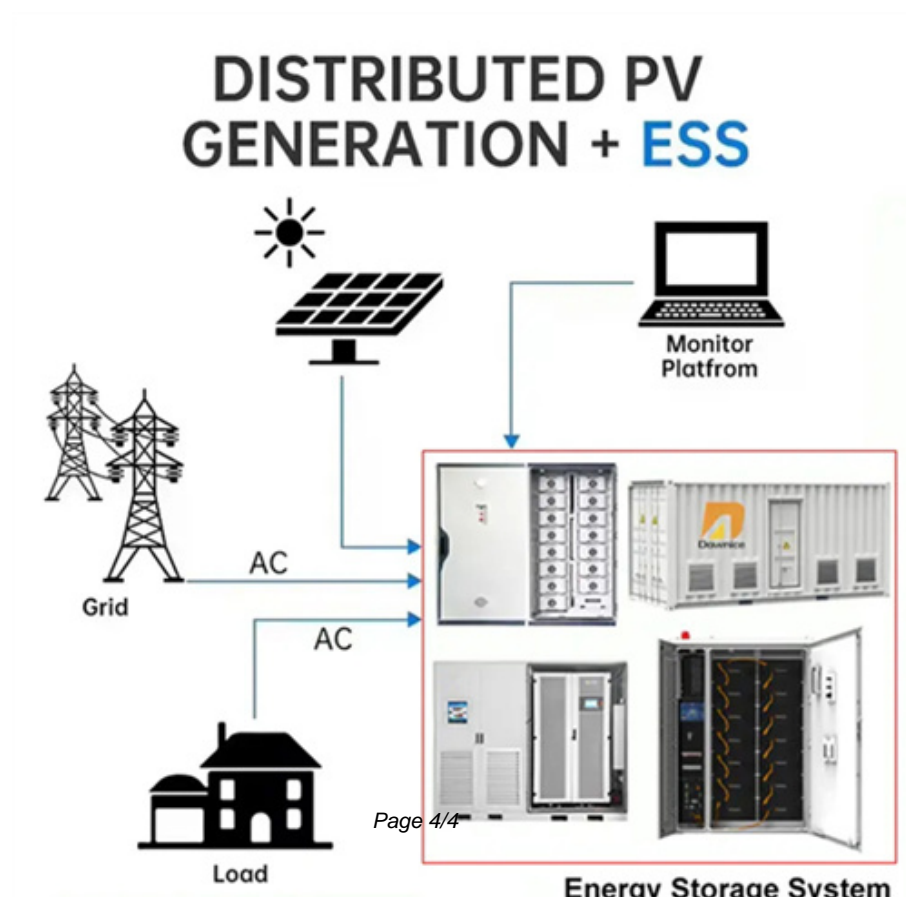 DISTRIBUTED PV
GENERATION + ESS
Monitor
Platfrom
AC
Grid
AC
Dawnice
Page 4/4
Load
Energy Storage System